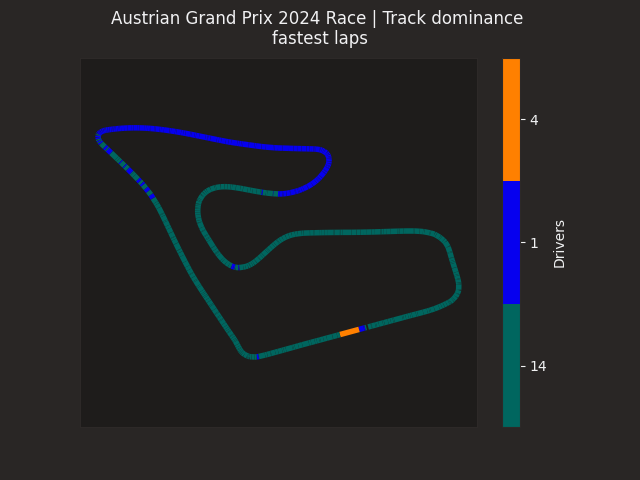 Austrian Grand Prix 2024 Race | Track dominance
fastest laps
4
1
14
Drivers